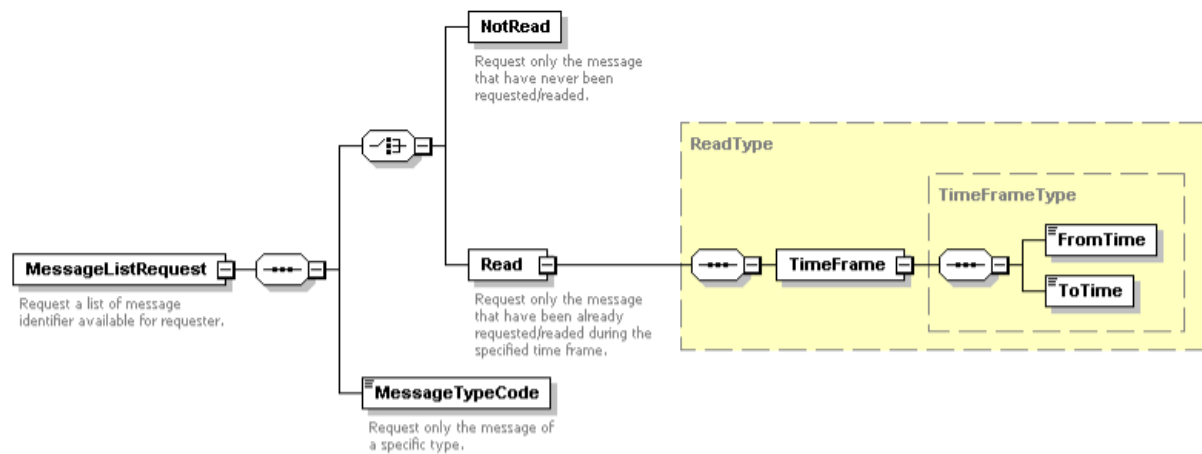 NotRead
Request only the message
that have never been
requested/readed.
ReadType
TimeFrameType
MessageListRequest
Request a list of message
identifier available for requester.
Read
Request only the message
that have been already
requested/readed during the
specified time frame.
TimeFrame
FromTime
ToTime
MessageTypeCode
Request only the message of
a specific type.